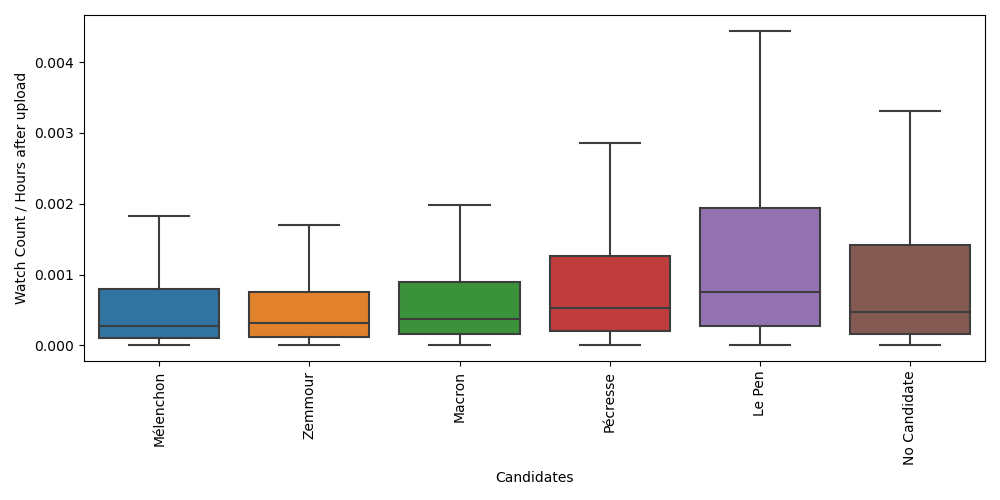 Watch Count / Hours after upload
0.004
0.003
0.002
0.001
0.000
Mélenchon
Zemmour
Macron
Pécresse
Le Pen
No Candidate
Candidates